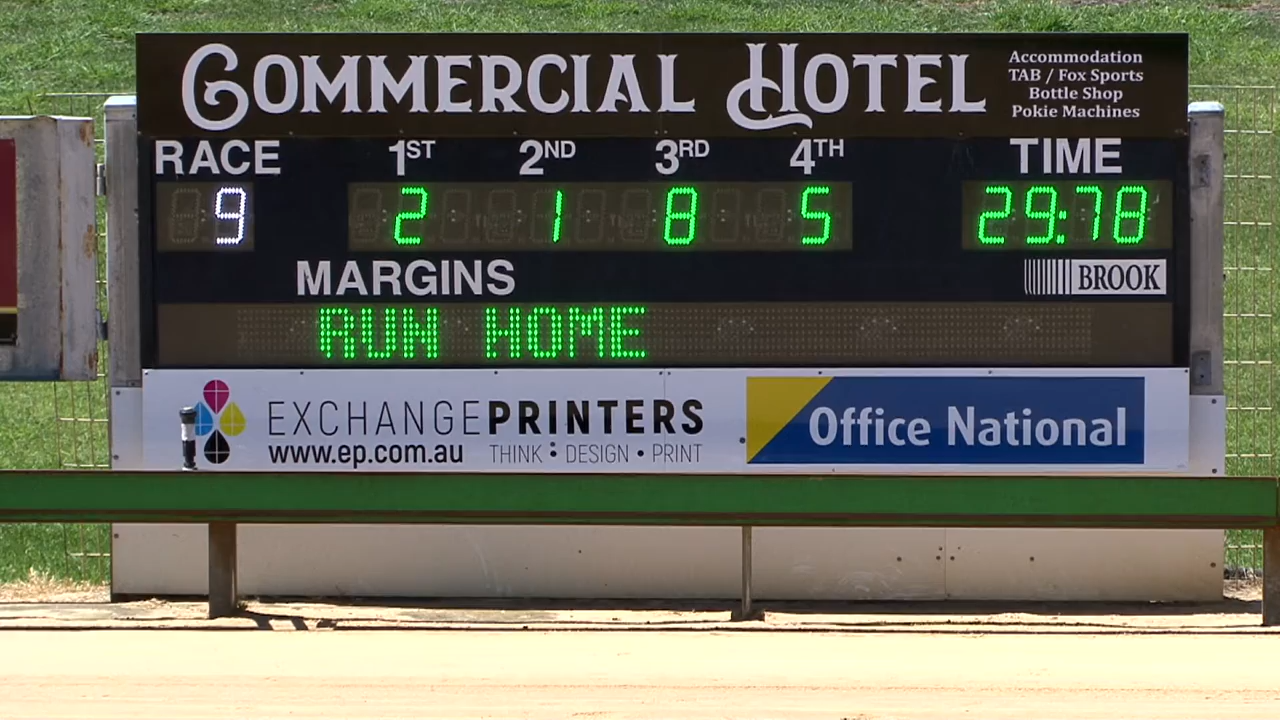 COMMERCIAL HOTEL
Accommodation
TAB / Fox Sports
Bottle Shop
Pokie Machines
RACE 1ST 2ND 3RD 4TH TIME
9 2 1 8 5 29:78
MARGINS
BROOK
RUN HOME
EXCHANGEPRINTERS
www.ep.com.au THINK : DESIGN • PRINT
Office National